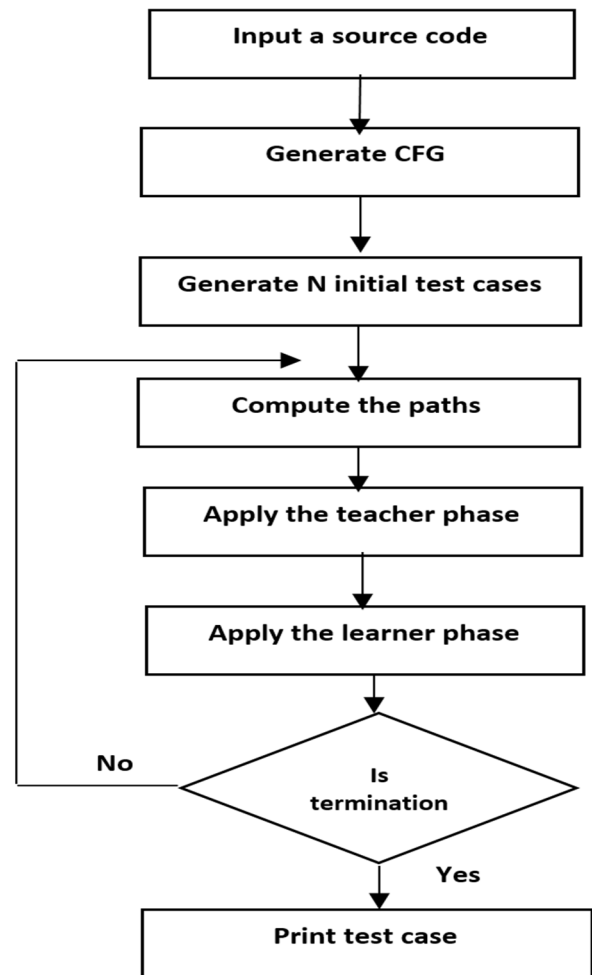 Input a source code
Generate CFG
Generate N initial test cases
Compute the paths
Apply the teacher phase
Apply the learner phase
No
Is
termination
Yes
Print test case